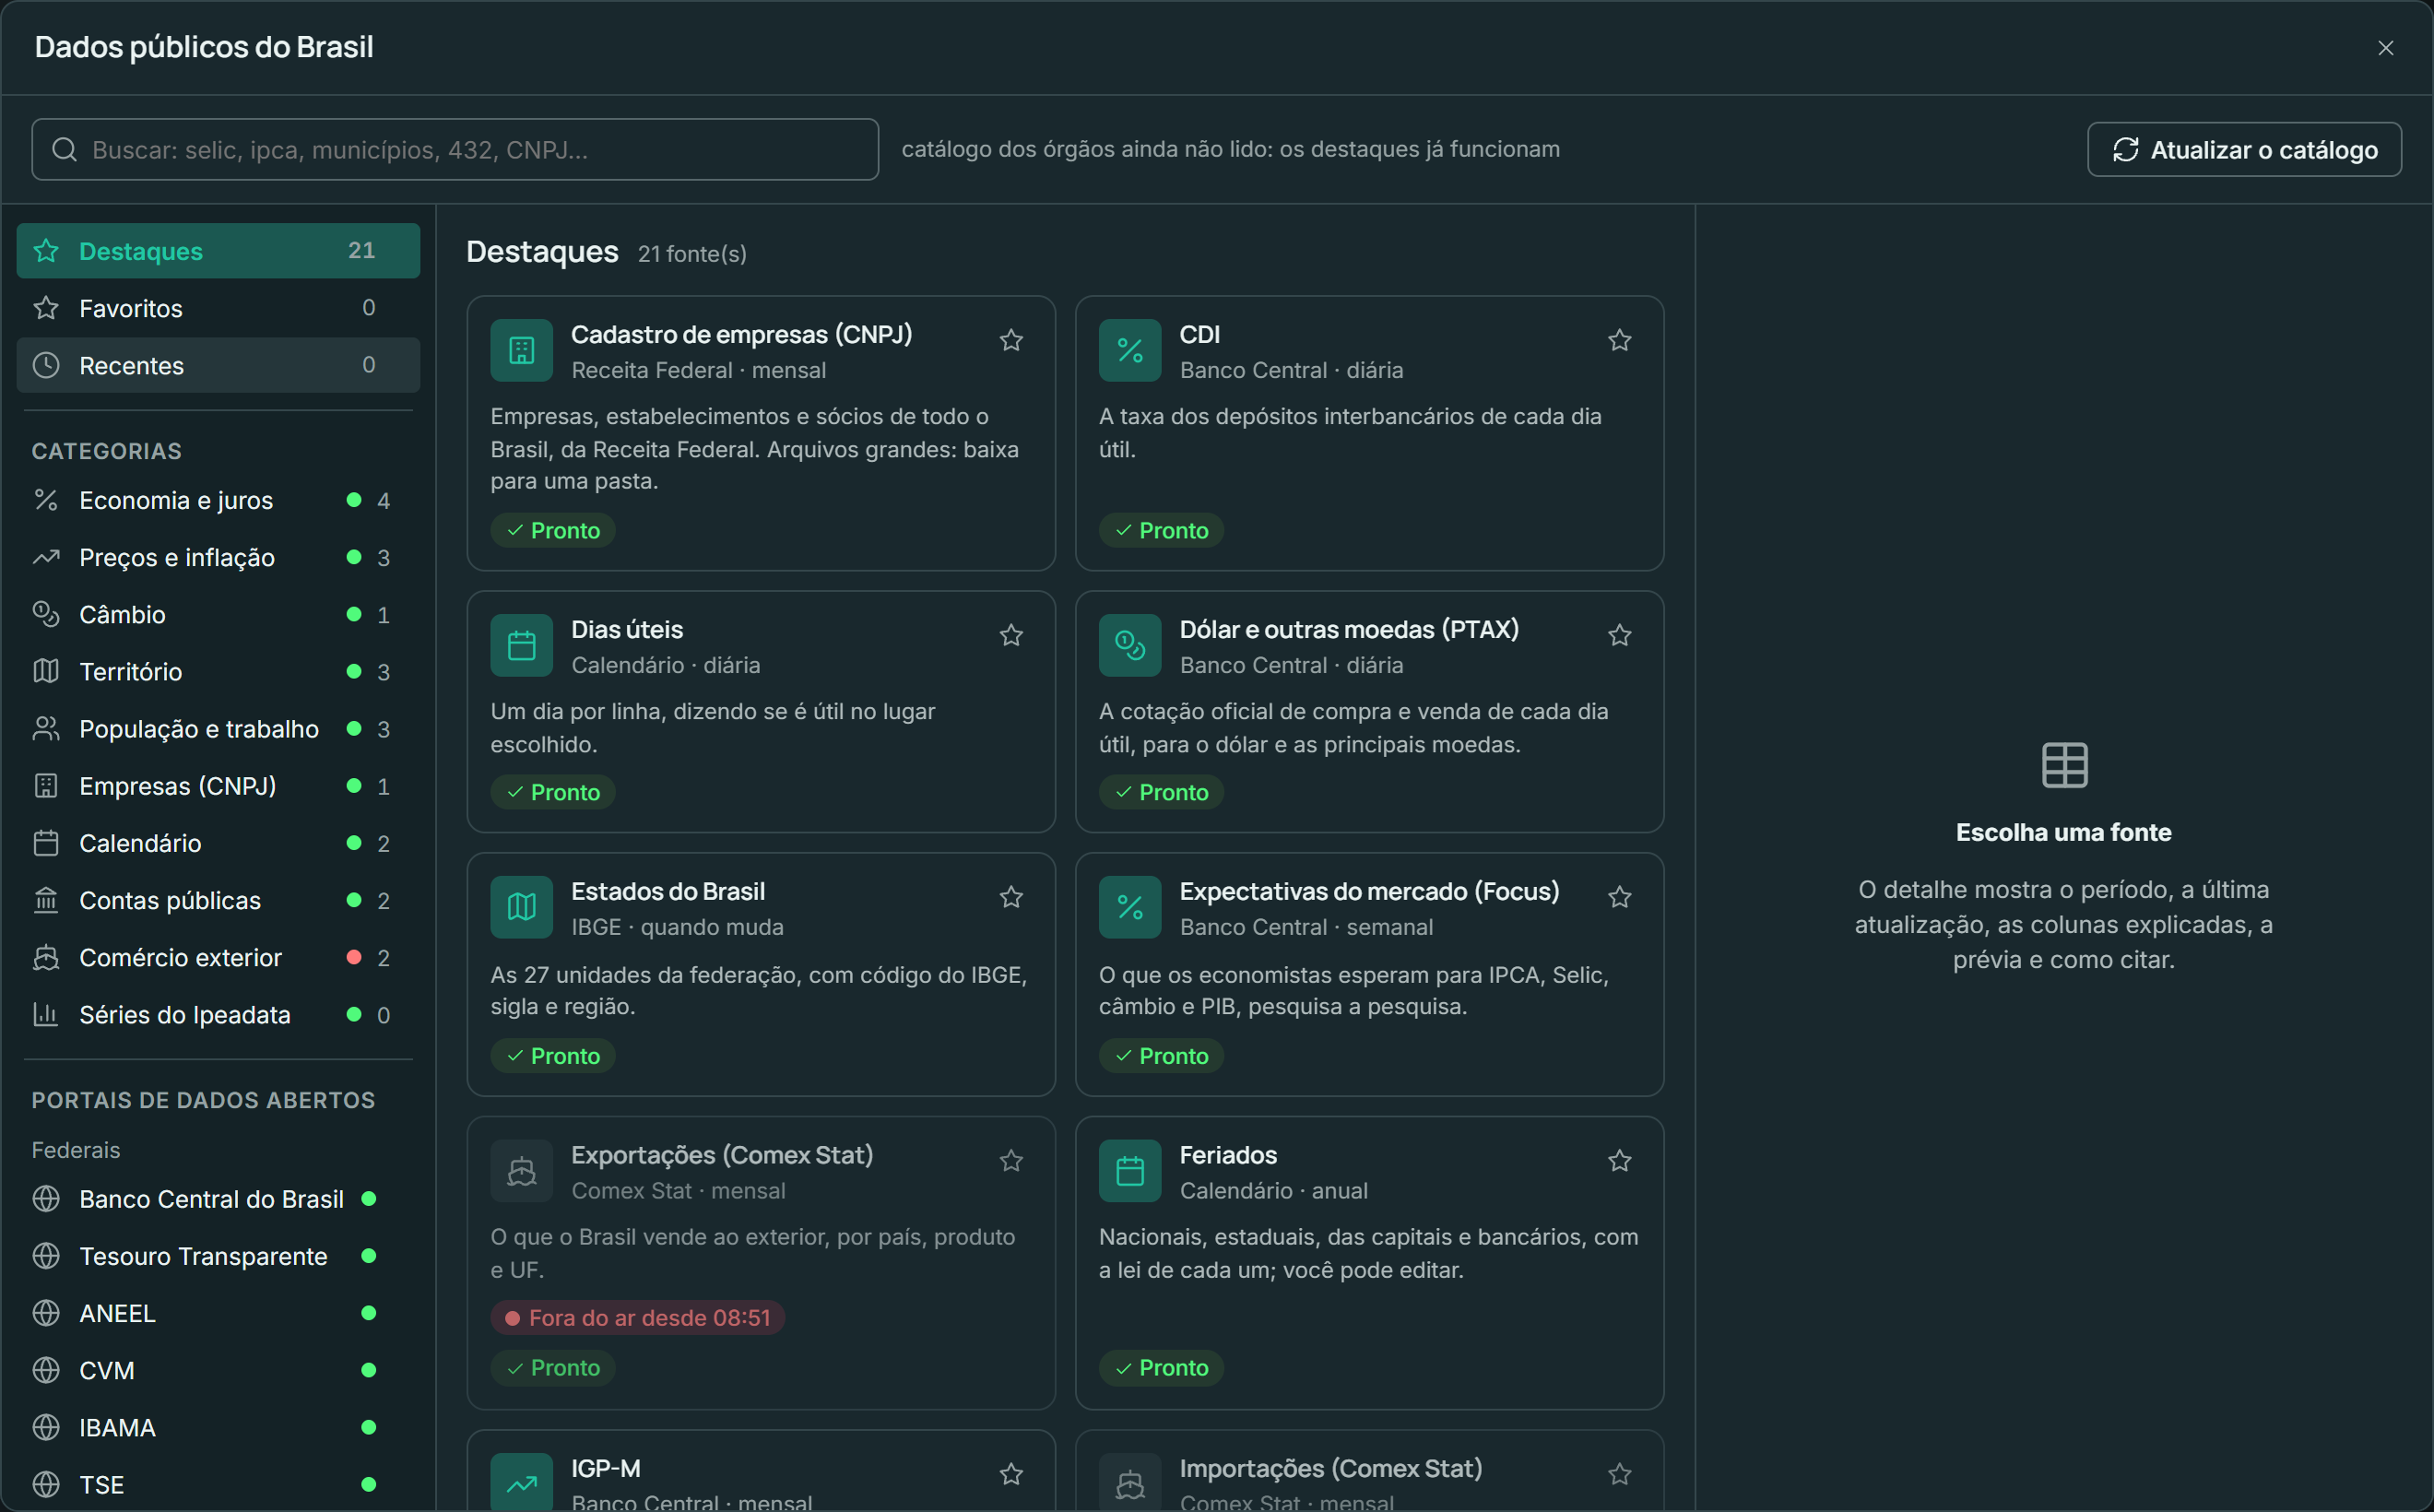 Dados públicos do Brasil
Buscar: selic, ipca, municípios, 432, CNPJ...
catálogo dos órgãos ainda não lido: os destaques já funcionam
Atualizar o catálogo
Destaques 21
Favoritos 0
Recentes 0
CATEGORIAS
Economia e juros 4
Preços e inflação 3
Câmbio 1
Território 3
População e trabalho 3
Empresas (CNPJ) 1
Calendário 2
Contas públicas 2
Comércio exterior 2
Séries do Ipeadata 0
PORTAIS DE DADOS ABERTOS
Federais
Banco Central do Brasil
Tesouro Transparente
ANEEL
CVM
IBAMA
TSE
Destaques 21 fonte(s)
Cadastro de empresas (CNPJ)
Receita Federal · mensal
Empresas, estabelecimentos e sócios de todo o
Brasil, da Receita Federal. Arquivos grandes: baixa
para uma pasta.
Pronto
CDI
Banco Central · diária
A taxa dos depósitos interbancários de cada dia
útil.
Pronto
Dias úteis
Calendário · diária
Um dia por linha, dizendo se é útil no lugar
escolhido.
Pronto
Dólar e outras moedas (PTAX)
Banco Central · diária
A cotação oficial de compra e venda de cada dia
útil, para o dólar e as principais moedas.
Pronto
Estados do Brasil
IBGE · quando muda
As 27 unidades da federação, com código do IBGE,
sigla e região.
Pronto
Expectativas do mercado (Focus)
Banco Central · semanal
O que os economistas esperam para IPCA, Selic,
câmbio e PIB, pesquisa a pesquisa.
Pronto
Exportações (Comex Stat)
Comex Stat · mensal
O que o Brasil vende ao exterior, por país, produto
e UF.
Fora do ar desde 08:51
Pronto
Feriados
Calendário · anual
Nacionais, estaduais, das capitais e bancários, com
a lei de cada um; você pode editar.
Pronto
IGP-M
Banco Central · mensal
Importações (Comex Stat)
Comex Stat · mensal
Escolha uma fonte
O detalhe mostra o período, a última
atualização, as colunas explicadas, a
prévia e como citar.